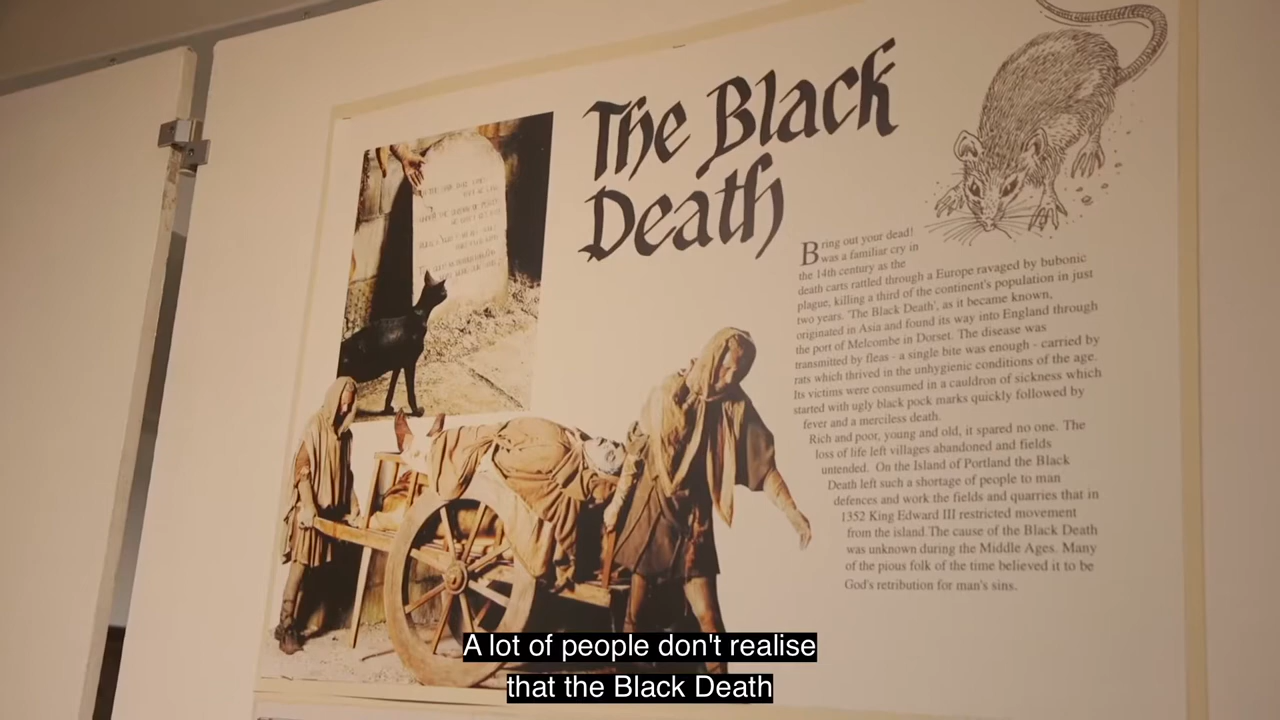 The Black
Death
Bring out your dead!
was a familiar cry in
the 14th century as the
death carts rattled through a Europe ravaged by bubonic
plague, killing a third of the continent's population in just
two years. 'The Black Death', as it became known,
originated in Asia and found its way into England through
the port of Melcombe in Dorset. The disease was
transmitted by fleas - a single bite was enough - carried by
rats which thrived in the unhygienic conditions of the age.
Its victims were consumed in a cauldron of sickness which
started with ugly black pock marks quickly followed by
fever and a merciless death.
Rich and poor, young and old, it spared no one. The
loss of life left villages abandoned and fields
untended. On the Island of Portland the Black
Death left such a shortage of people to man
defences and work the fields and quarries that in
1352 King Edward III restricted movement
from the island.The cause of the Black Death
was unknown during the Middle Ages. Many
of the pious folk of the time believed it to be
God's retribution for man's sins.
A lot of people don't realise
that the Black Death